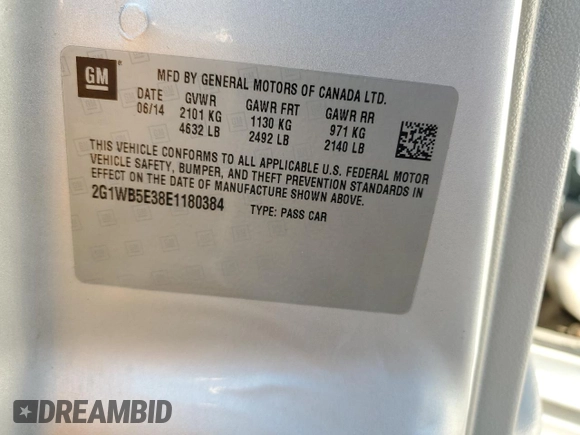 GM ®
MFD BY GENERAL MOTORS OF CANADA LTD.
DATE GVWR GAWR FRT GAWR RR
06/14 2101 KG 1130 KG 971 KG
4632 LB 2492 LB 2140 LB
THIS VEHICLE CONFORMS TO ALL APPLICABLE U.S. FEDERAL MOTOR
VEHICLE SAFETY, BUMPER, AND THEFT PREVENTION STANDARDS IN
EFFECT ON THE DATE OF MANUFACTURE SHOWN ABOVE.
2G1WB5E38E1180384 TYPE: PASS CAR
DREAMBID